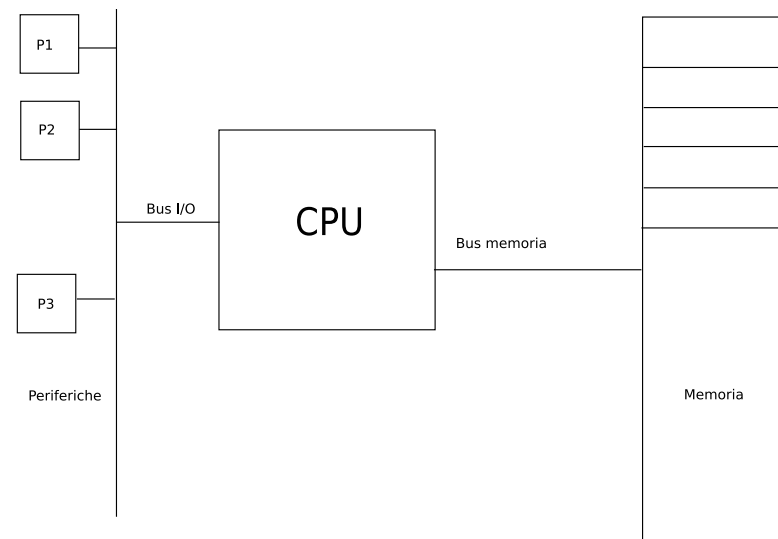 P1
P2
Bus I/O
CPU
Bus memoria
P3
Periferiche
Memoria